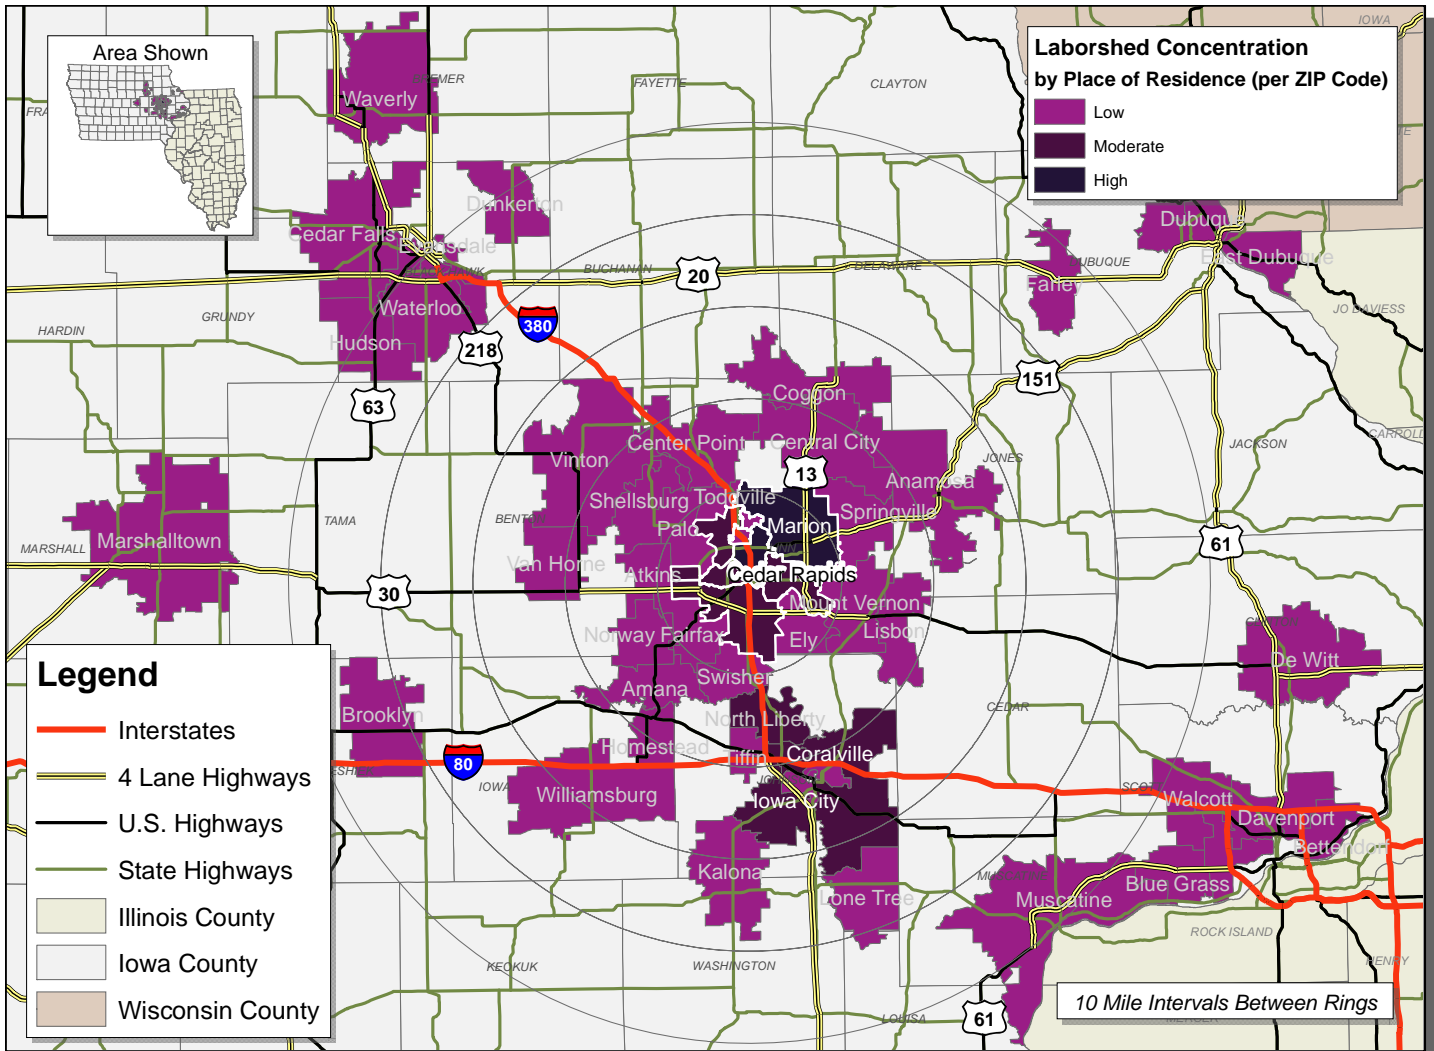 Area Shown
Laborshed Concentration
by Place of Residence (per ZIP Code)
Low
Moderate
High
IOWA
CLAYTON
FAYETTE
BREMER
Waverly
Dunkerton
Cedar Falls
Evansdale
Waterloo
Hudson
HARDIN
GRUNDY
BUCHANAN
DELAWARE
DUBUQUE
Dubuque
East Dubuque
Farley
JO DAVIESS
20
380
218
63
151
Coggon
Center Point
Central City
Vinton
13
JONES
JACKSON
CARROLL
Anamosa
Shellsburg
Toddville
Springville
TAMA
Palo
Marion
MARSHALL
Marshalltown
61
Van Horne
Atkins
Cedar Rapids
30
Mount Vernon
Norway
Fairfax
Ely
Lisbon
De Witt
Swisher
Amana
Brooklyn
North Liberty
CEDAR
Homestead
Tiffin
Coralville
80
IOWA
Williamsburg
Iowa City
Walcott
Davenport
Bettendorf
Kalona
Lone Tree
Muscatine
Blue Grass
ROCK ISLAND
HENRY
KEOKUK
WASHINGTON
LOUISA
61
MERCER
Legend
Interstates
4 Lane Highways
U.S. Highways
State Highways
Illinois County
Iowa County
Wisconsin County
10 Mile Intervals Between Rings